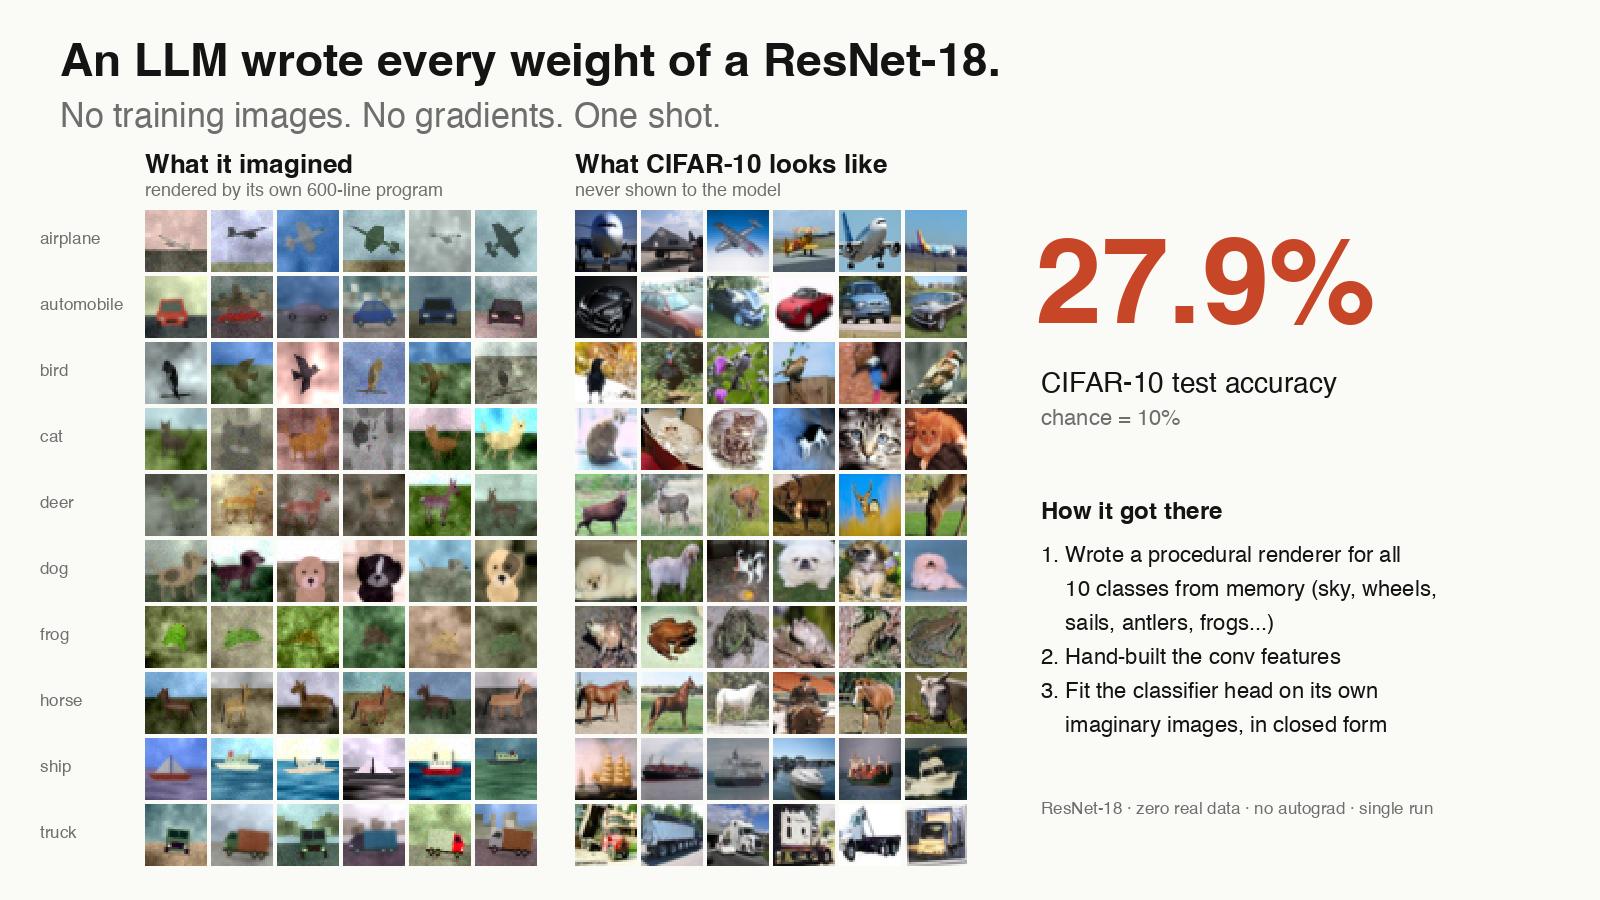 An LLM wrote every weight of a ResNet-18.
No training images. No gradients. One shot.
What it imagined
rendered by its own 600-line program
What CIFAR-10 looks like
never shown to the model
airplane
automobile
bird
cat
deer
dog
frog
horse
ship
truck
27.9%
CIFAR-10 test accuracy
chance = 10%
How it got there
1. Wrote a procedural renderer for all
10 classes from memory (sky, wheels,
sails, antlers, frogs...)
2. Hand-built the conv features
3. Fit the classifier head on its own
imaginary images, in closed form
ResNet-18 · zero real data · no autograd · single run